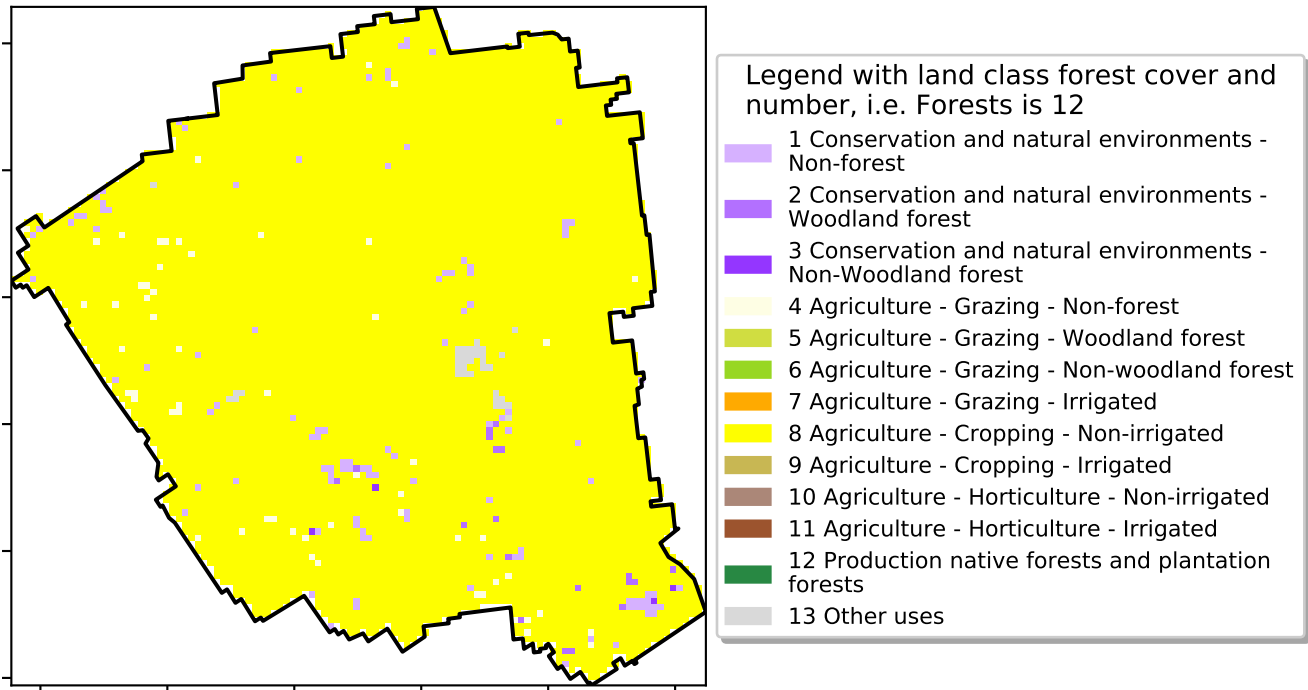 Legend with land class forest cover and
number, i.e. Forests is 12
1 Conservation and natural environments -
Non-forest
2 Conservation and natural environments -
Woodland forest
3 Conservation and natural environments -
Non-Woodland forest
4 Agriculture - Grazing - Non-forest
5 Agriculture - Grazing - Woodland forest
6 Agriculture - Grazing - Non-woodland forest
7 Agriculture - Grazing - Irrigated
8 Agriculture - Cropping - Non-irrigated
9 Agriculture - Cropping - Irrigated
10 Agriculture - Horticulture - Non-irrigated
11 Agriculture - Horticulture - Irrigated
12 Production native forests and plantation
forests
13 Other uses